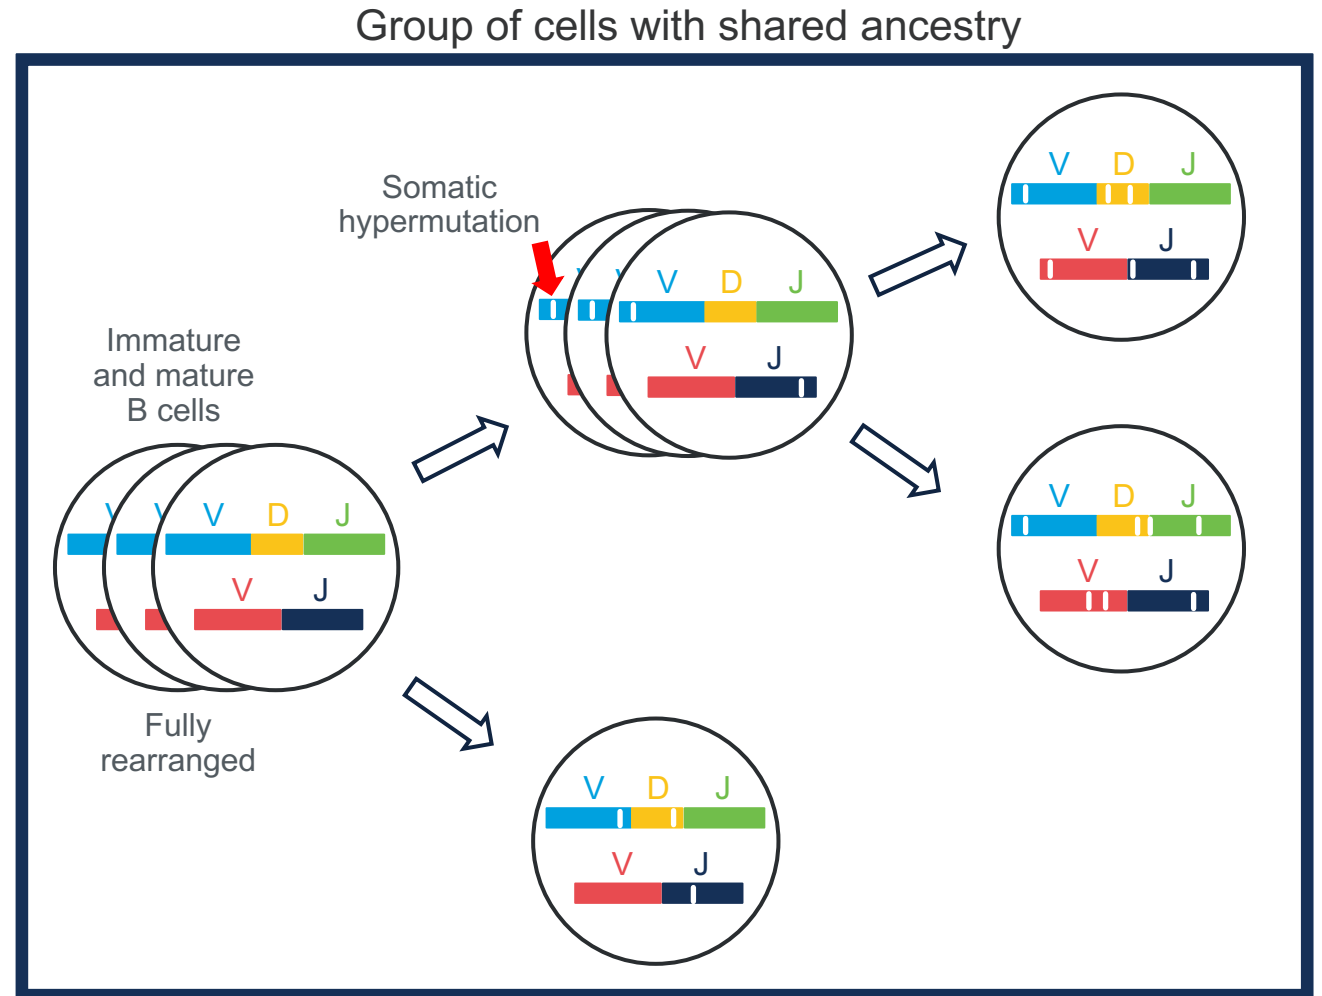 Group of cells with shared ancestry
Somatic
hypermutation
V D J
V J
V D J
V J
Immature
and mature
B cells
V V V D J
V J
Fully
rearranged
V D J
V J
V D J
V J